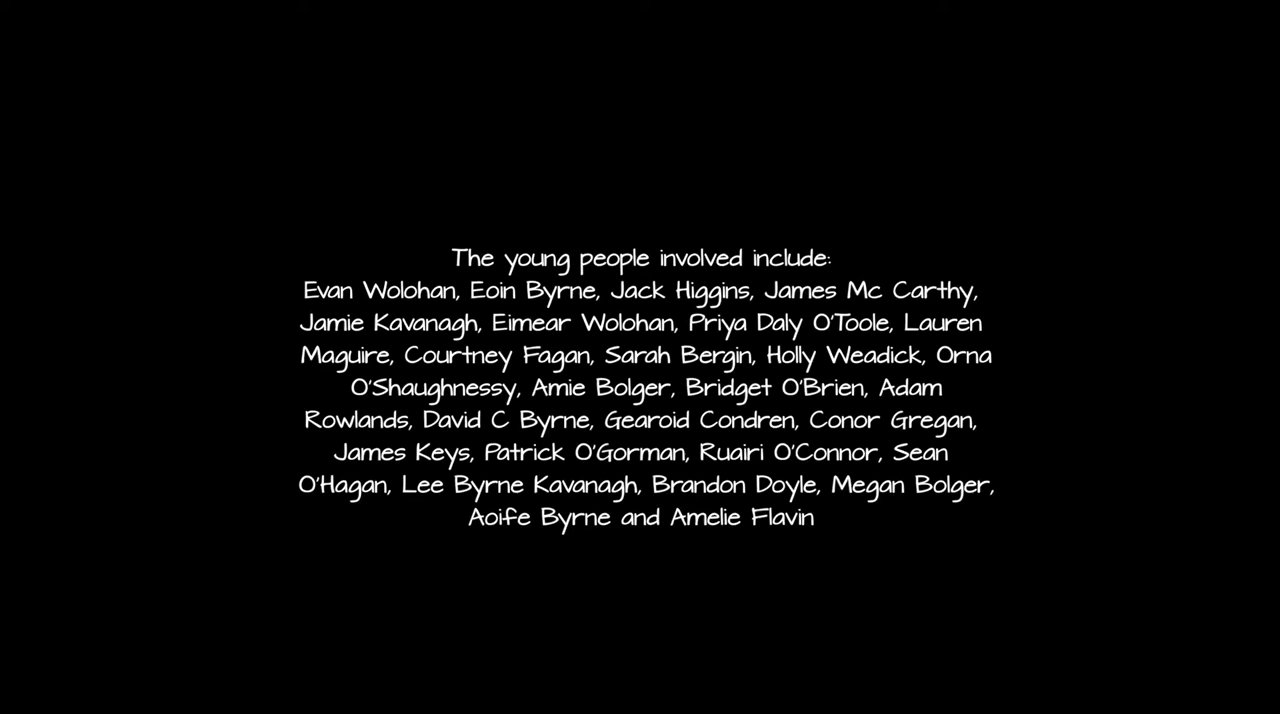 The young people involved include:
Evan Wolohan, Eoin Byrne, Jack Higgins, James Mc Carthy,
Jamie Kavanagh, Eimear Wolohan, Priya Daly O'Toole, Lauren
Maguire, Courtney Fagan, Sarah Bergin, Holly Weadick, Orna
O'Shaughnessy, Amie Bolger, Bridget O'Brien, Adam
Rowlands, David C Byrne, Gearoid Condren, Conor Gregan,
James Keys, Patrick O'Gorman, Ruairi O'Connor, Sean
O'Hagan, Lee Byrne Kavanagh, Brandon Doyle, Megan Bolger,
Aoife Byrne and Amelie Flavin